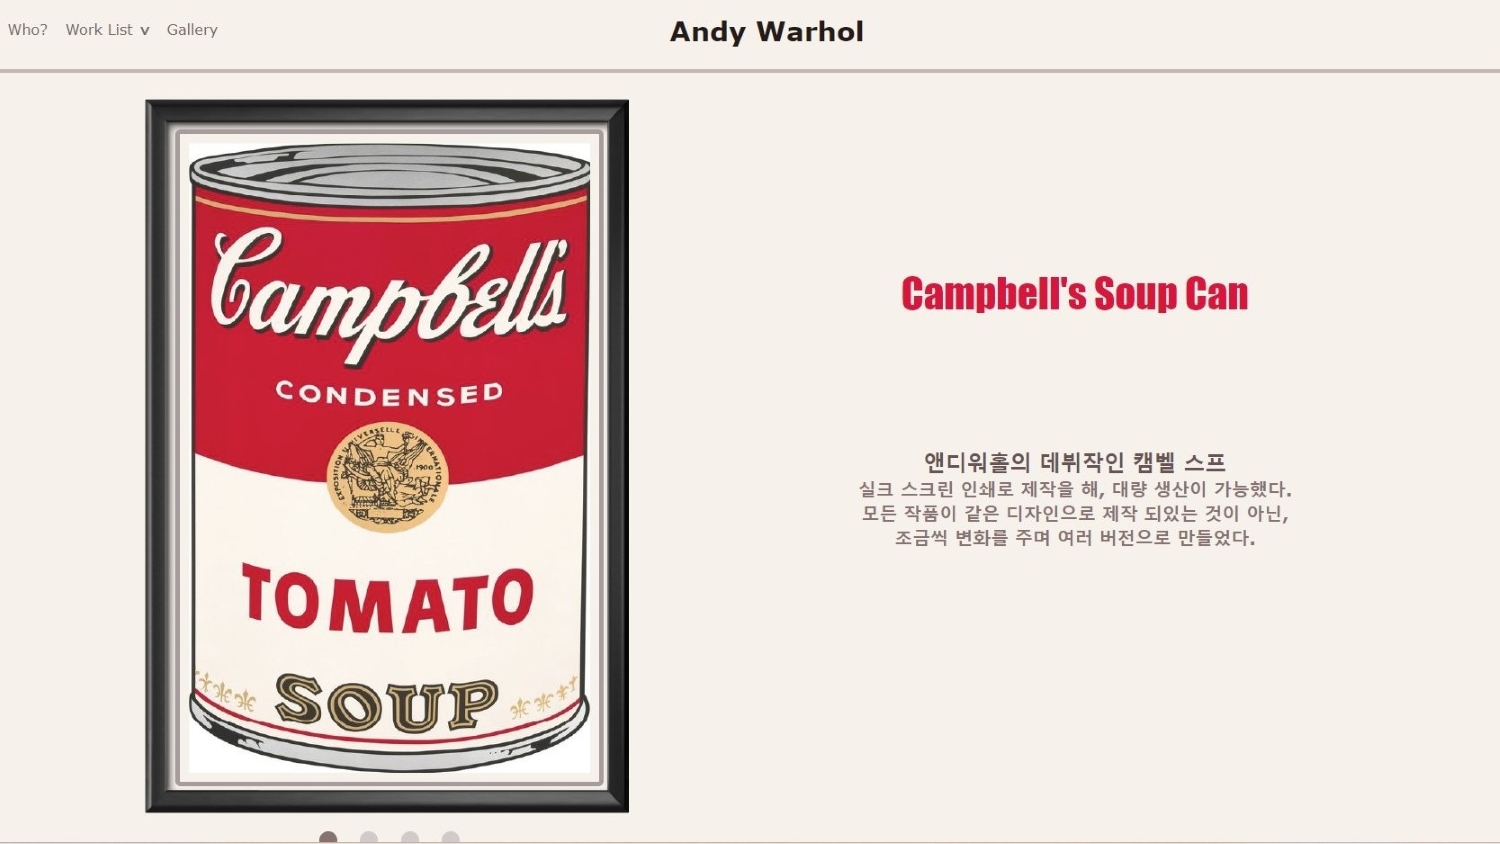 Who? Work List v Gallery
Andy Warhol
Campbell's
CONDENSED
EXPOSITION UNIVERSELLE INTERNATIONALE
1900
TOMATO
SOUP
Campbell's Soup Can
앤디워홀의 데뷔작인 캠벨 스프
실크 스크린 인쇄로 제작을 해, 대량 생산이 가능했다.
모든 작품이 같은 디자인으로 제작 되있는 것이 아닌,
조금씩 변화를 주며 여러 버전으로 만들었다.